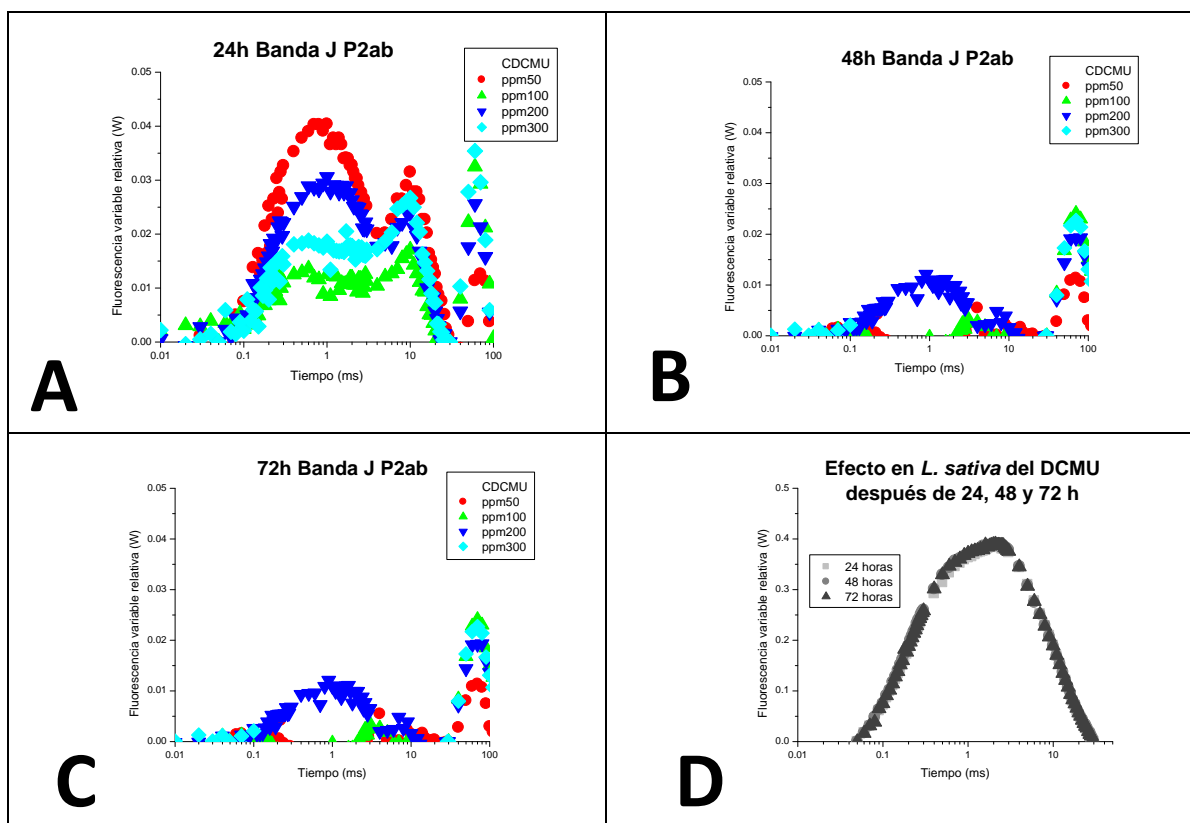 24h Banda J P2ab
CDCMU
ppm50
ppm100
ppm200
ppm300
Fluorescencia variable relativa (W)
0.05
0.04
0.03
0.02
0.01
0.00
0.01
0.1
1
10
100
Tiempo (ms)
A
48h Banda J P2ab
CDCMU
ppm50
ppm100
ppm200
ppm300
Fluorescencia variable relativa (W)
0.05
0.04
0.03
0.02
0.01
0.00
0.01
0.1
1
10
100
Tiempo (ms)
B
72h Banda J P2ab
CDCMU
ppm50
ppm100
ppm200
ppm300
Fluorescencia variable relativa (W)
0.05
0.04
0.03
0.02
0.01
0.00
0.01
0.1
1
10
100
Tiempo (ms)
C
Efecto en L. sativa del DCMU
después de 24, 48 y 72 h
24 horas
48 horas
72 horas
Fluorescencia variable relativa (W)
0.5
0.4
0.3
0.2
0.1
0.0
0.01
0.1
1
10
Tiempo (ms)
D